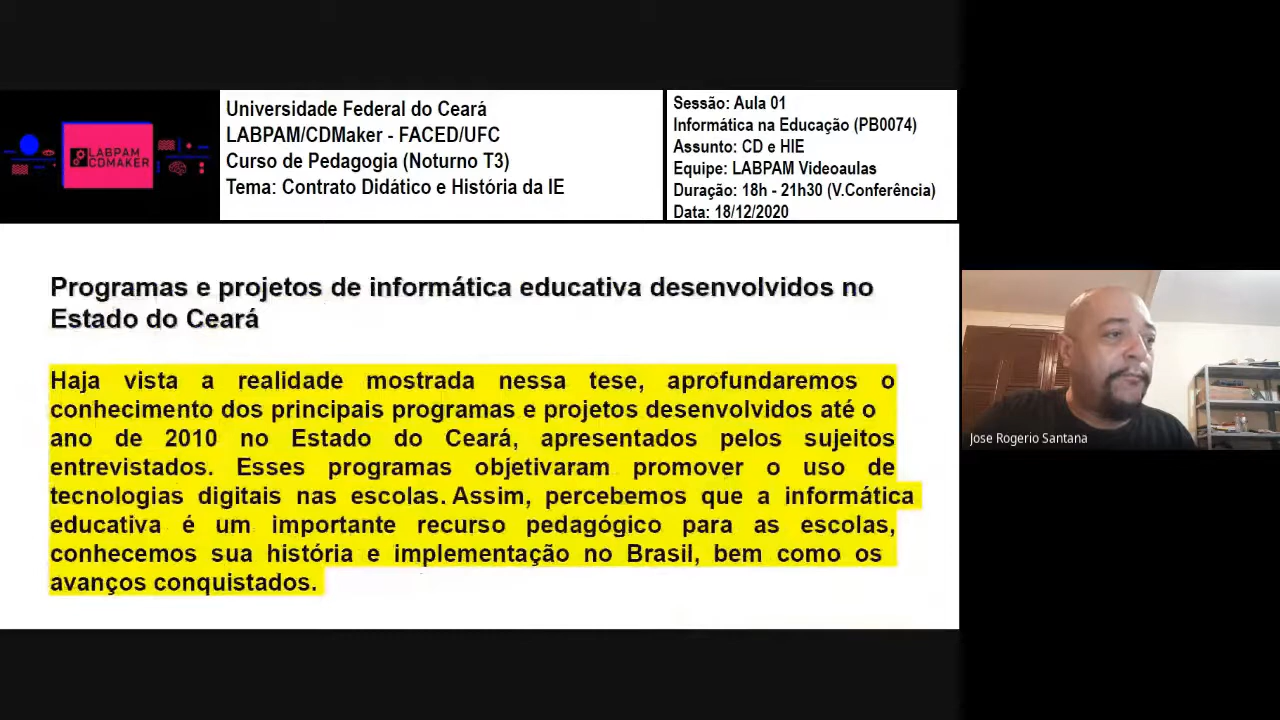 LABPAM
CDMAKER
Universidade Federal do Ceará
LABPAM/CDMaker - FACED/UFC
Curso de Pedagogia (Noturno T3)
Tema: Contrato Didático e História da IE
Sessão: Aula 01
Informática na Educação (PB0074)
Assunto: CD e HIE
Equipe: LABPAM Videoaulas
Duração: 18h - 21h30 (V.Conferência)
Data: 18/12/2020
Programas e projetos de informática educativa desenvolvidos no
Estado do Ceará
Haja vista a realidade mostrada nessa tese, aprofundaremos o
conhecimento dos principais programas e projetos desenvolvidos até o
ano de 2010 no Estado do Ceará, apresentados pelos sujeitos
entrevistados. Esses programas objetivaram promover o uso de
tecnologias digitais nas escolas. Assim, percebemos que a informática
educativa é um importante recurso pedagógico para as escolas,
conhecemos sua história e implementação no Brasil, bem como os
avanços conquistados.
Jose Rogerio Santana